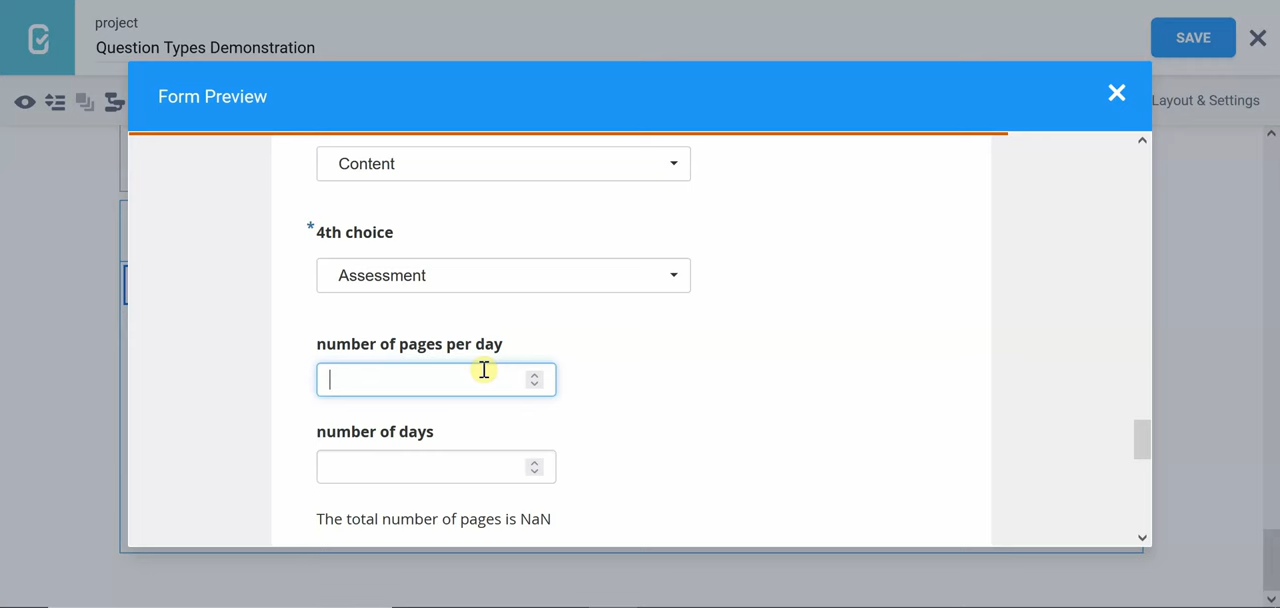 project
Question Types Demonstration
SAVE
Layout & Settings
Form Preview
Content
* 4th choice
Assessment
number of pages per day
number of days
The total number of pages is NaN